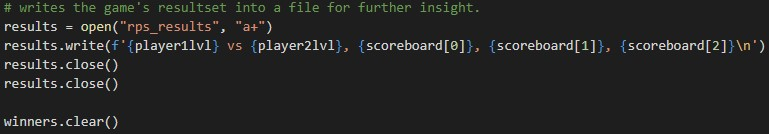 # writes the game's resultset into a file for further insight.
results = open("rps_results", "a+")
results.write(f'{player1lvl} vs {player2lvl}, {scoreboard[0]}, {scoreboard[1]}, {scoreboard[2]}\n')
results.close()
results.close()
winners.clear()